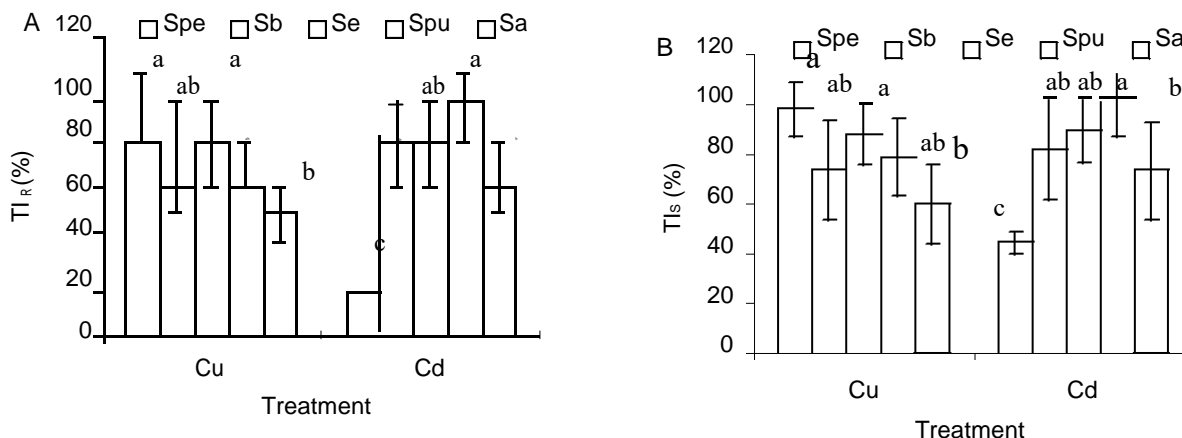 A
Spe Sb Se Spu Sa
120
100
80
60
40
20
0
TI R (%)
a
ab
a
b
c
ab
a
Cu Cd
Treatment
B
Spe Sb Se Spu Sa
120
100
80
60
40
20
0
TIs (%)
a
ab
a
ab
b
c
ab
ab
a
b
Cu Cd
Treatment